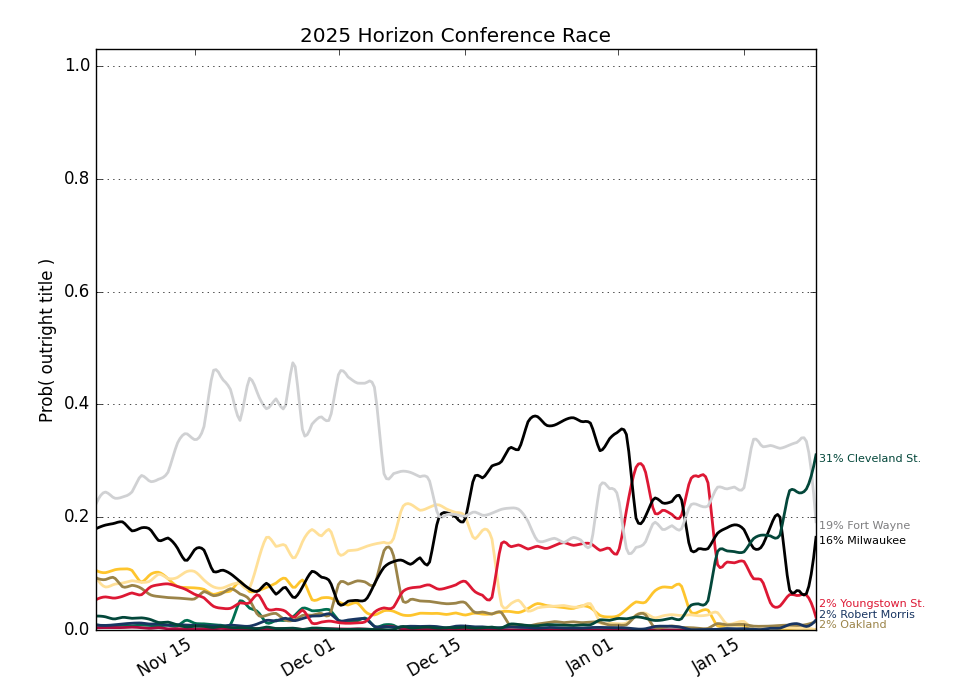 2025 Horizon Conference Race
1.0
0.8
0.6
0.4
0.2
0.0
Prob( outright title )
Nov 15
Dec 01
Dec 15
Jan 01
Jan 15
31% Cleveland St.
19% Fort Wayne
16% Milwaukee
2% Youngstown St.
2% Robert Morris
2% Oakland